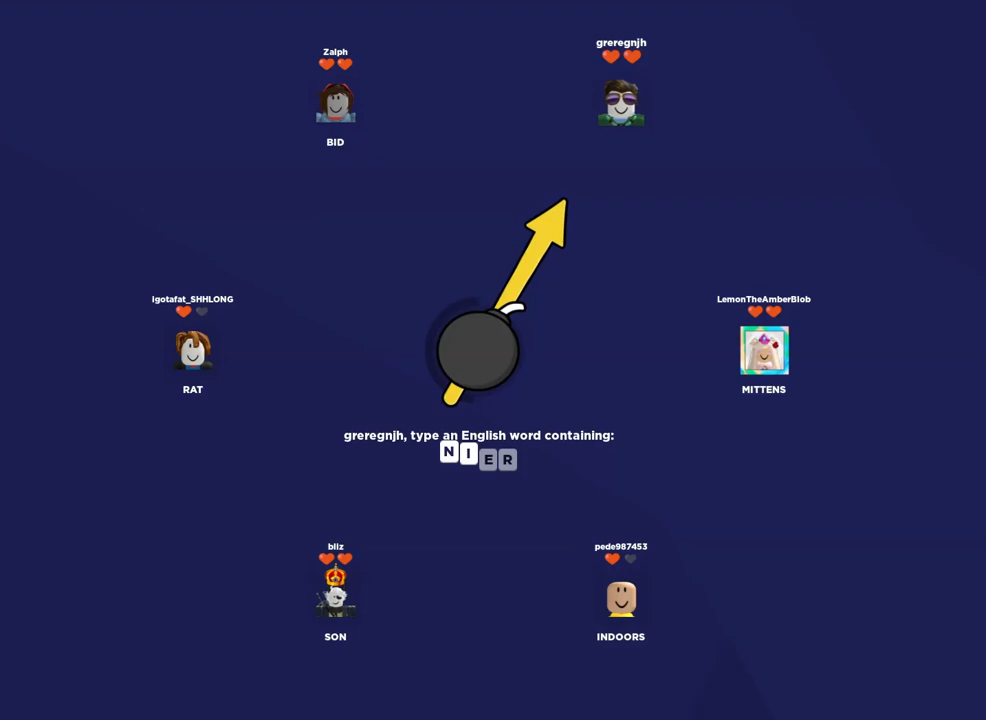 Zalph
greregnjh
BID
igotafat_SHHLONG
LemonTheAmberBlob
RAT
MITTENS
greregnjh, type an English word containing:
NIER
bliz
pede987453
SON
INDOORS